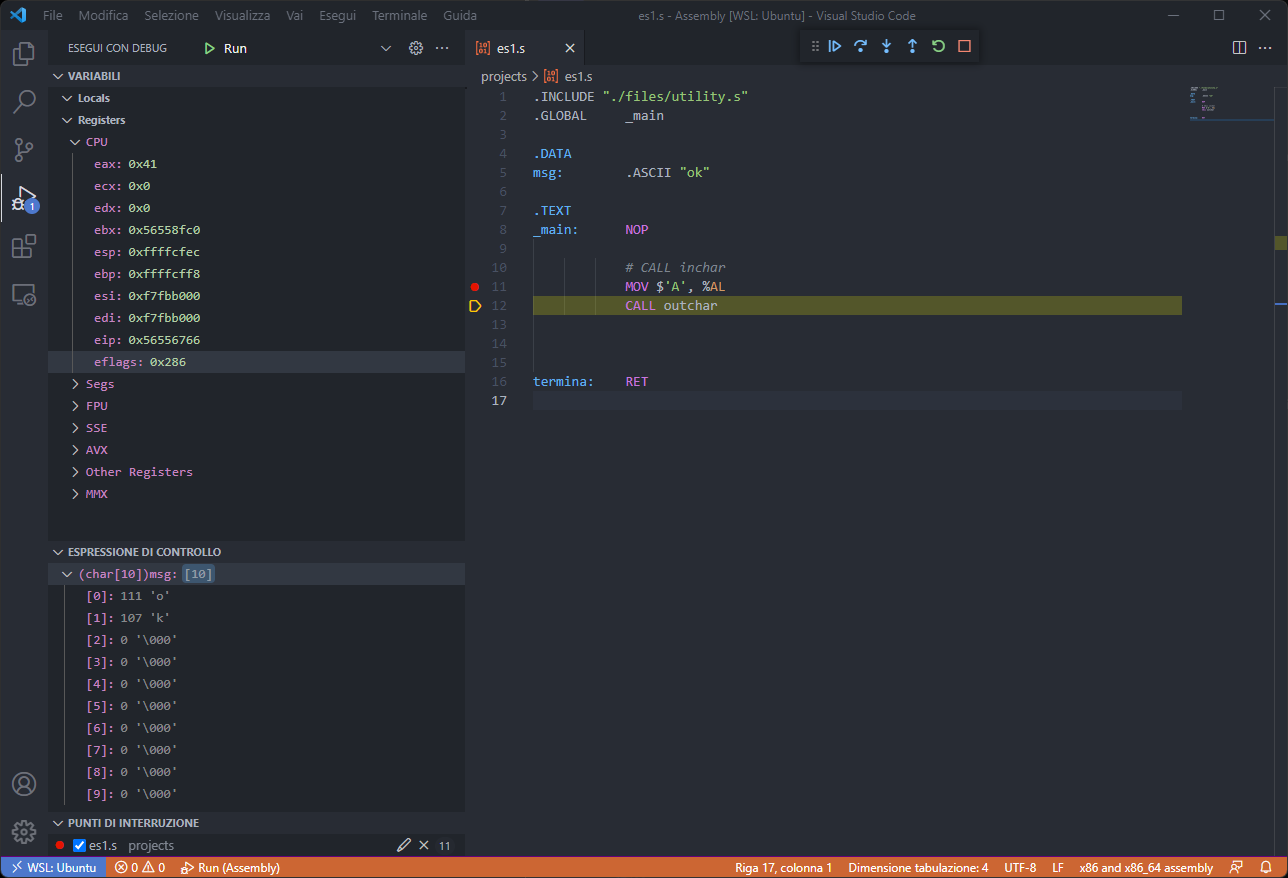 File Modifica Selezione Visualizza Vai Esegui Terminale Guida
es1.s - Assembly [WSL: Ubuntu] - Visual Studio Code
ESEGUI CON DEBUG
Run
VARIABILI
Locals
Registers
CPU
eax: 0x41
ecx: 0x0
edx: 0x0
ebx: 0x56558fc0
esp: 0xffffcfec
ebp: 0xffffcff8
esi: 0xf7fbb000
edi: 0xf7fbb000
eip: 0x56556766
eflags: 0x286
Segs
FPU
SSE
AVX
Other Registers
MMX
ESPRESSIONE DI CONTROLLO
(char[10])msg: [10]
[0]: 111 'o'
[1]: 107 'k'
[2]: 0 '\000'
[3]: 0 '\000'
[4]: 0 '\000'
[5]: 0 '\000'
[6]: 0 '\000'
[7]: 0 '\000'
[8]: 0 '\000'
[9]: 0 '\000'
PUNTI DI INTERRUZIONE
es1.s projects 11
1
es1.s
projects > es1.s
1 .INCLUDE "./files/utility.s"
2 .GLOBAL _main
3
4 .DATA
5 msg: .ASCII "ok"
6
7 .TEXT
8 _main: NOP
9
10 # CALL inchar
11 MOV $'A', %AL
12 CALL outchar
13
14
15
16 termina: RET
17
WSL: Ubuntu 0 0 Run (Assembly) Riga 17, colonna 1 Dimensione tabulazione: 4 UTF-8 LF x86 and x86_64 assembly